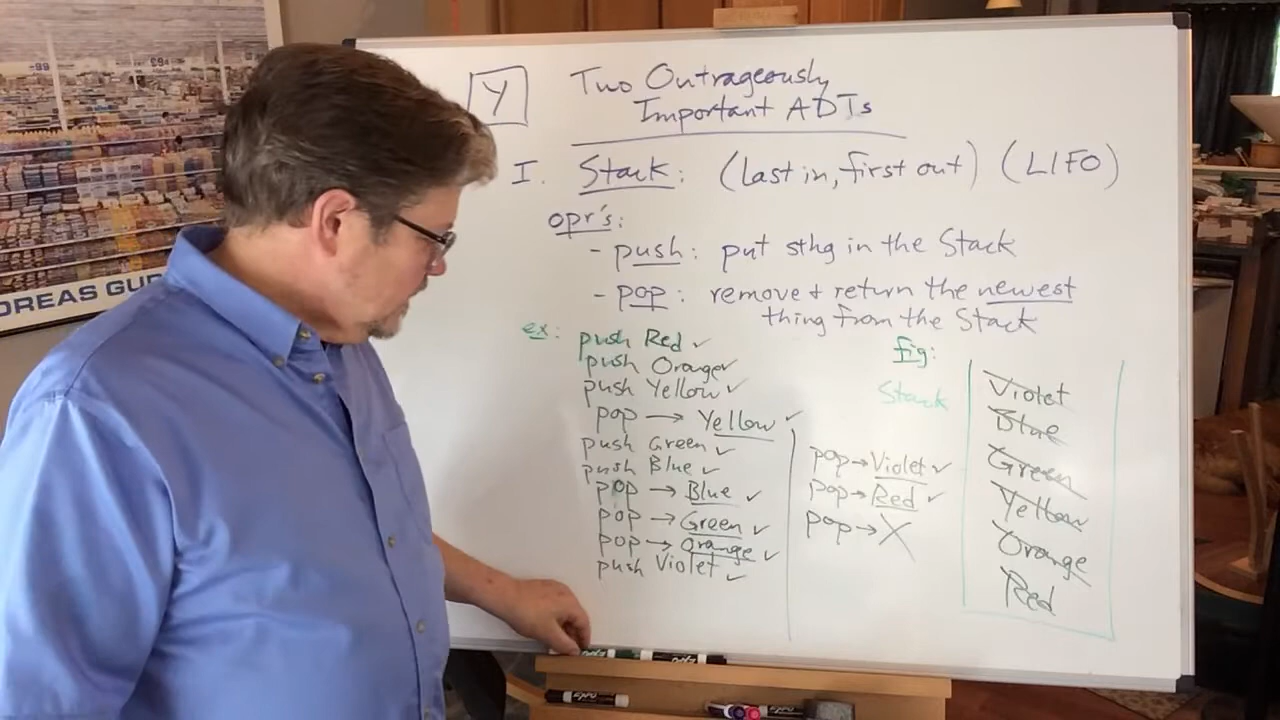 Y
Two Outrageously
Important ADTs
I. Stack: (last in, first out) (LIFO)
opr's:
- push: put sthg in the Stack
- pop: remove + return the newest
thing from the Stack
ex: push Red ✓
push Orange ✓
push Yellow ✓
pop → Yellow ✓
push Green ✓
push Blue ✓
pop → Blue ✓
pop → Green ✓
pop → Orange ✓
push Violet ✓
pop → Violet ✓
pop → Red ✓
pop → X
fig:
Stack
Violet
Blue
Green
Yellow
Orange
Red
OREAS GUR